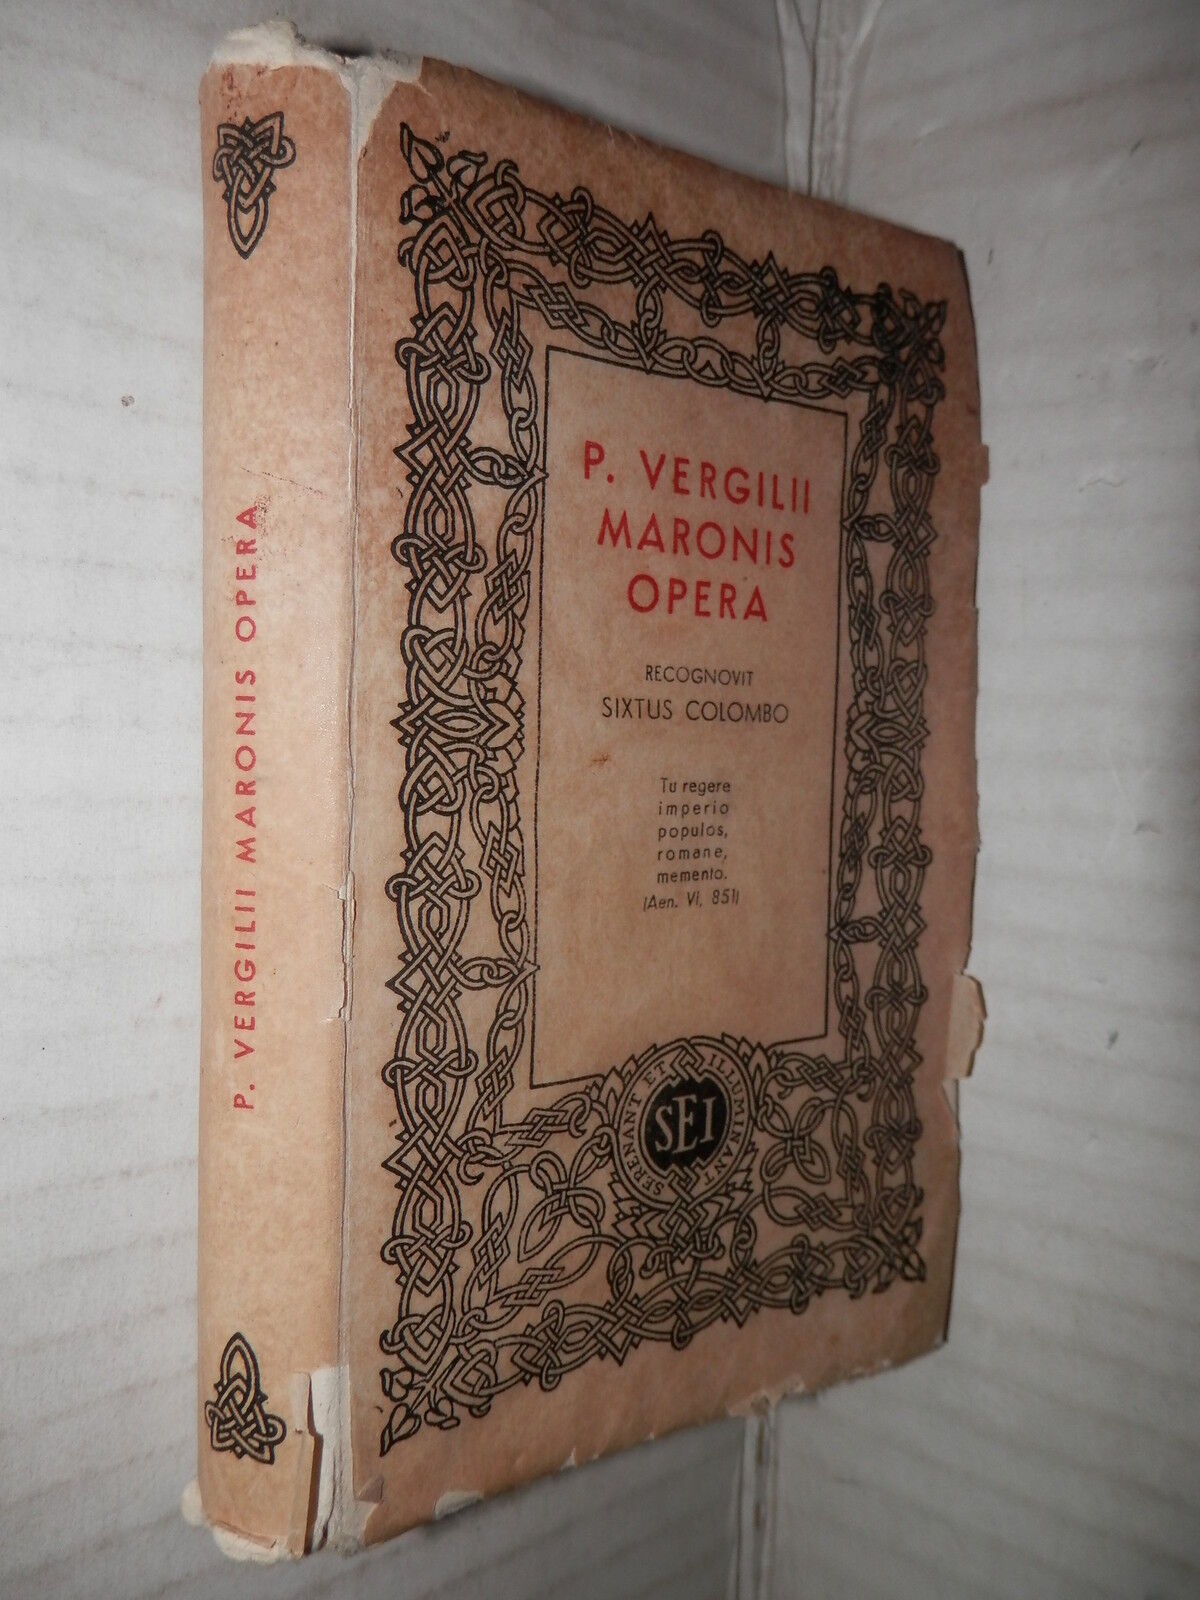 P. VERGILII MARONIS OPERA
P. VERGILII
MARONIS
OPERA
RECOGNOVIT
SIXTUS COLOMBO
Tu regere
imperio
populos,
romane,
memento.
(Aen. VI, 851)
SERENANT ET ILLUMINANT
SEI